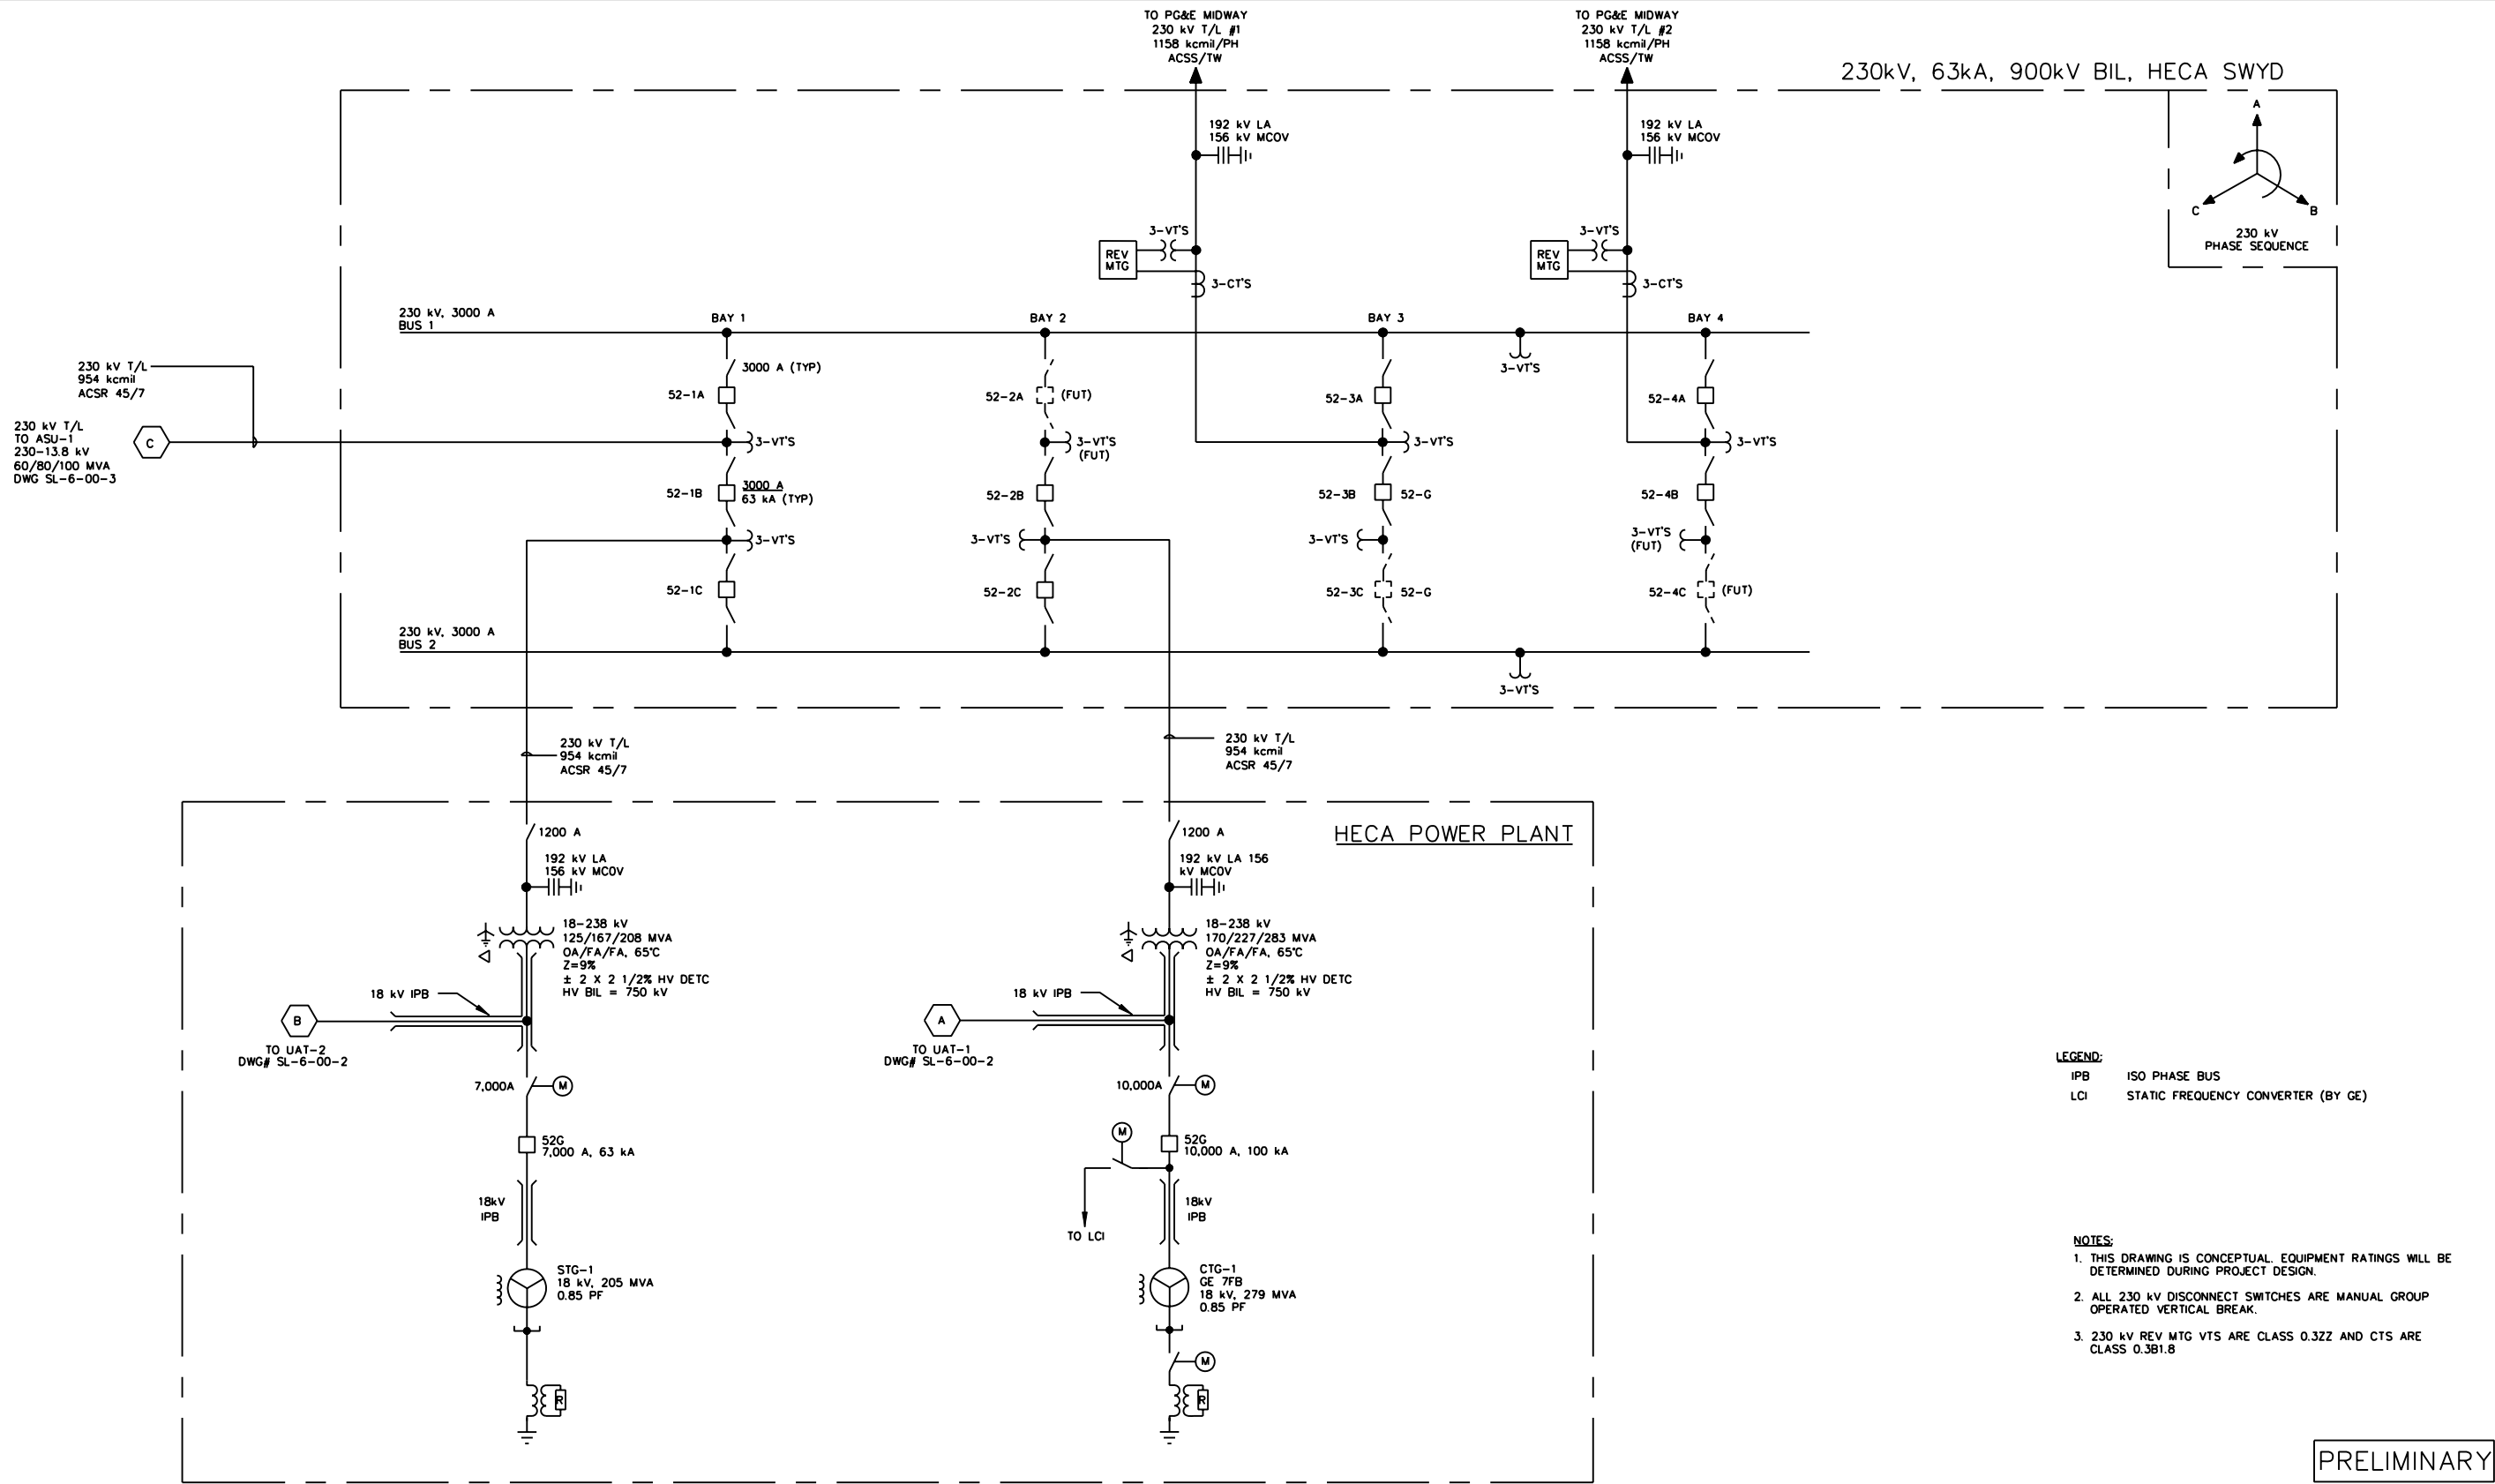 TO PG&E MIDWAY
230 kV T/L #1
1158 kcmil/PH
ACSS/TW
TO PG&E MIDWAY
230 kV T/L #2
1158 kcmil/PH
ACSS/TW
230kV, 63kA, 900kV BIL, HECA SWYD
192 kV LA
156 kV MCOV
192 kV LA
156 kV MCOV
A
C
B
230 kV
PHASE SEQUENCE
3-VT'S
REV
MTG
3-CT'S
3-VT'S
REV
MTG
3-CT'S
230 kV, 3000 A
BUS 1
BAY 1
BAY 2
BAY 3
BAY 4
3-VT'S
230 kV T/L
954 kcmil
ACSR 45/7
3000 A (TYP)
52-1A
52-2A
(FUT)
52-3A
52-4A
230 kV T/L
TO ASU-1
230-13.8 kV
60/80/100 MVA
DWG SL-6-00-3
C
3-VT'S
3-VT'S
(FUT)
3-VT'S
3-VT'S
52-1B
3000 A
63 kA (TYP)
52-2B
52-3B
52-G
52-4B
3-VT'S
3-VT'S
3-VT'S
3-VT'S
(FUT)
52-1C
52-2C
52-3C
52-G
52-4C
(FUT)
230 kV, 3000 A
BUS 2
3-VT'S
230 kV T/L
954 kcmil
ACSR 45/7
230 kV T/L
954 kcmil
ACSR 45/7
HECA POWER PLANT
1200 A
1200 A
192 kV LA
156 kV MCOV
192 kV LA 156
kV MCOV
18-238 kV
125/167/208 MVA
OA/FA/FA, 65°C
Z=9%
± 2 X 2 1/2% HV DETC
HV BIL = 750 kV
18-238 kV
170/227/283 MVA
OA/FA/FA, 65°C
Z=9%
± 2 X 2 1/2% HV DETC
HV BIL = 750 kV
18 kV IPB
18 kV IPB
B
TO UAT-2
DWG# SL-6-00-2
A
TO UAT-1
DWG# SL-6-00-2
7,000A
M
10,000A
M
52G
7,000 A, 63 kA
M
52G
10,000 A, 100 kA
18kV
IPB
18kV
IPB
TO LCI
STG-1
18 kV, 205 MVA
0.85 PF
CTG-1
GE 7FB
18 kV, 279 MVA
0.85 PF
M
R
R
LEGEND:
IPB ISO PHASE BUS
LCI STATIC FREQUENCY CONVERTER (BY GE)
NOTES:
1. THIS DRAWING IS CONCEPTUAL. EQUIPMENT RATINGS WILL BE
DETERMINED DURING PROJECT DESIGN.
2. ALL 230 kV DISCONNECT SWITCHES ARE MANUAL GROUP
OPERATED VERTICAL BREAK.
3. 230 kV REV MTG VTS ARE CLASS 0.3ZZ AND CTS ARE
CLASS 0.3B1.8
PRELIMINARY